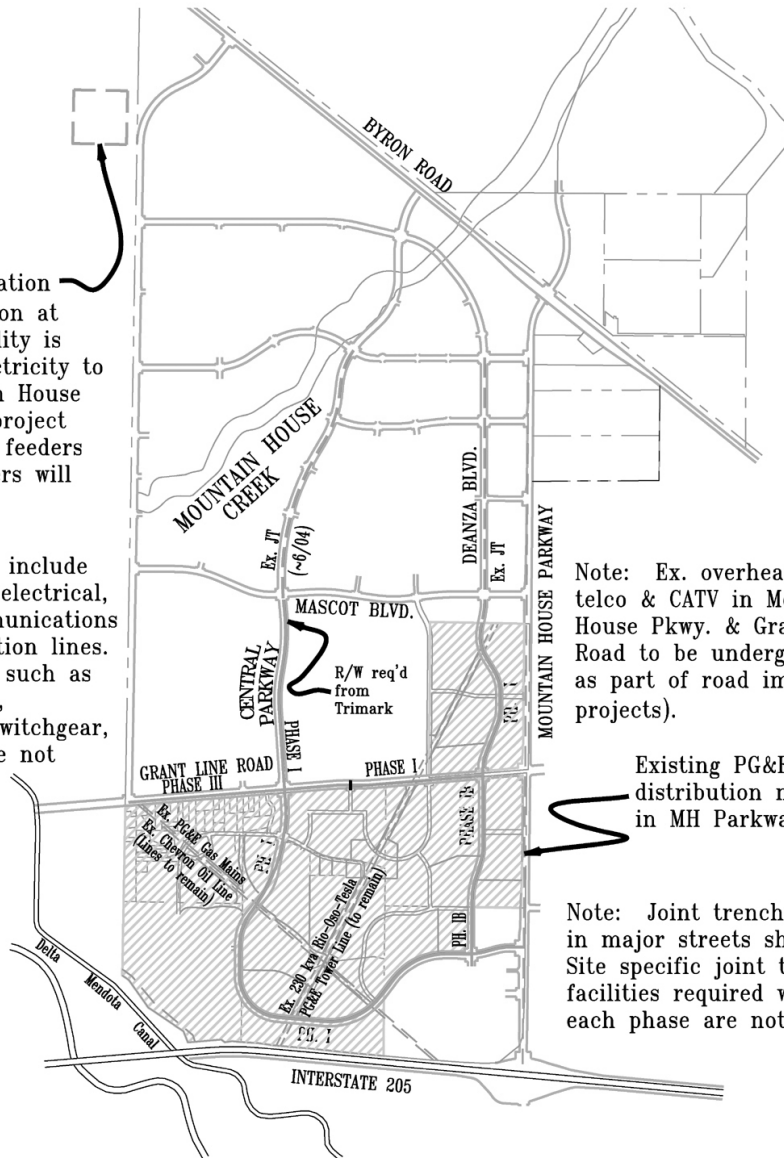 BYRON ROAD
ation
on at
lity is
ctricity to
n House
project
feeders
rs will
MOUNTAIN HOUSE
CREEK
Ex. JT
(~6/04)
DEANZA BLVD.
Ex. JT
MOUNTAIN HOUSE PARKWAY
include
electrical,
munications
tion lines.
such as
witchgear,
e not
MASCOT BLVD.
CENTRAL
PARKWAY
R/W req'd
from
Trimark
PHASE I
Note: Ex. overhea
telco & CATV in M
House Pkwy. & Gra
Road to be underg
as part of road im
projects).
PH. I
GRANT LINE ROAD
PHASE III
PHASE I
Existing PG&E
distribution m
in MH Parkwa
PHASE IB
Ex. PG&E Gas Mains
Ex. Chevron Oil Line
(Lines to remain)
PH. I
Ex. 230 kva Rio-Oso-Tesla
PG&E Tower Line (to remain)
PH. IB
Note: Joint trench
in major streets sh
Site specific joint t
facilities required w
each phase are not
PH. I
Delta
Mendota
Canal
INTERSTATE 205